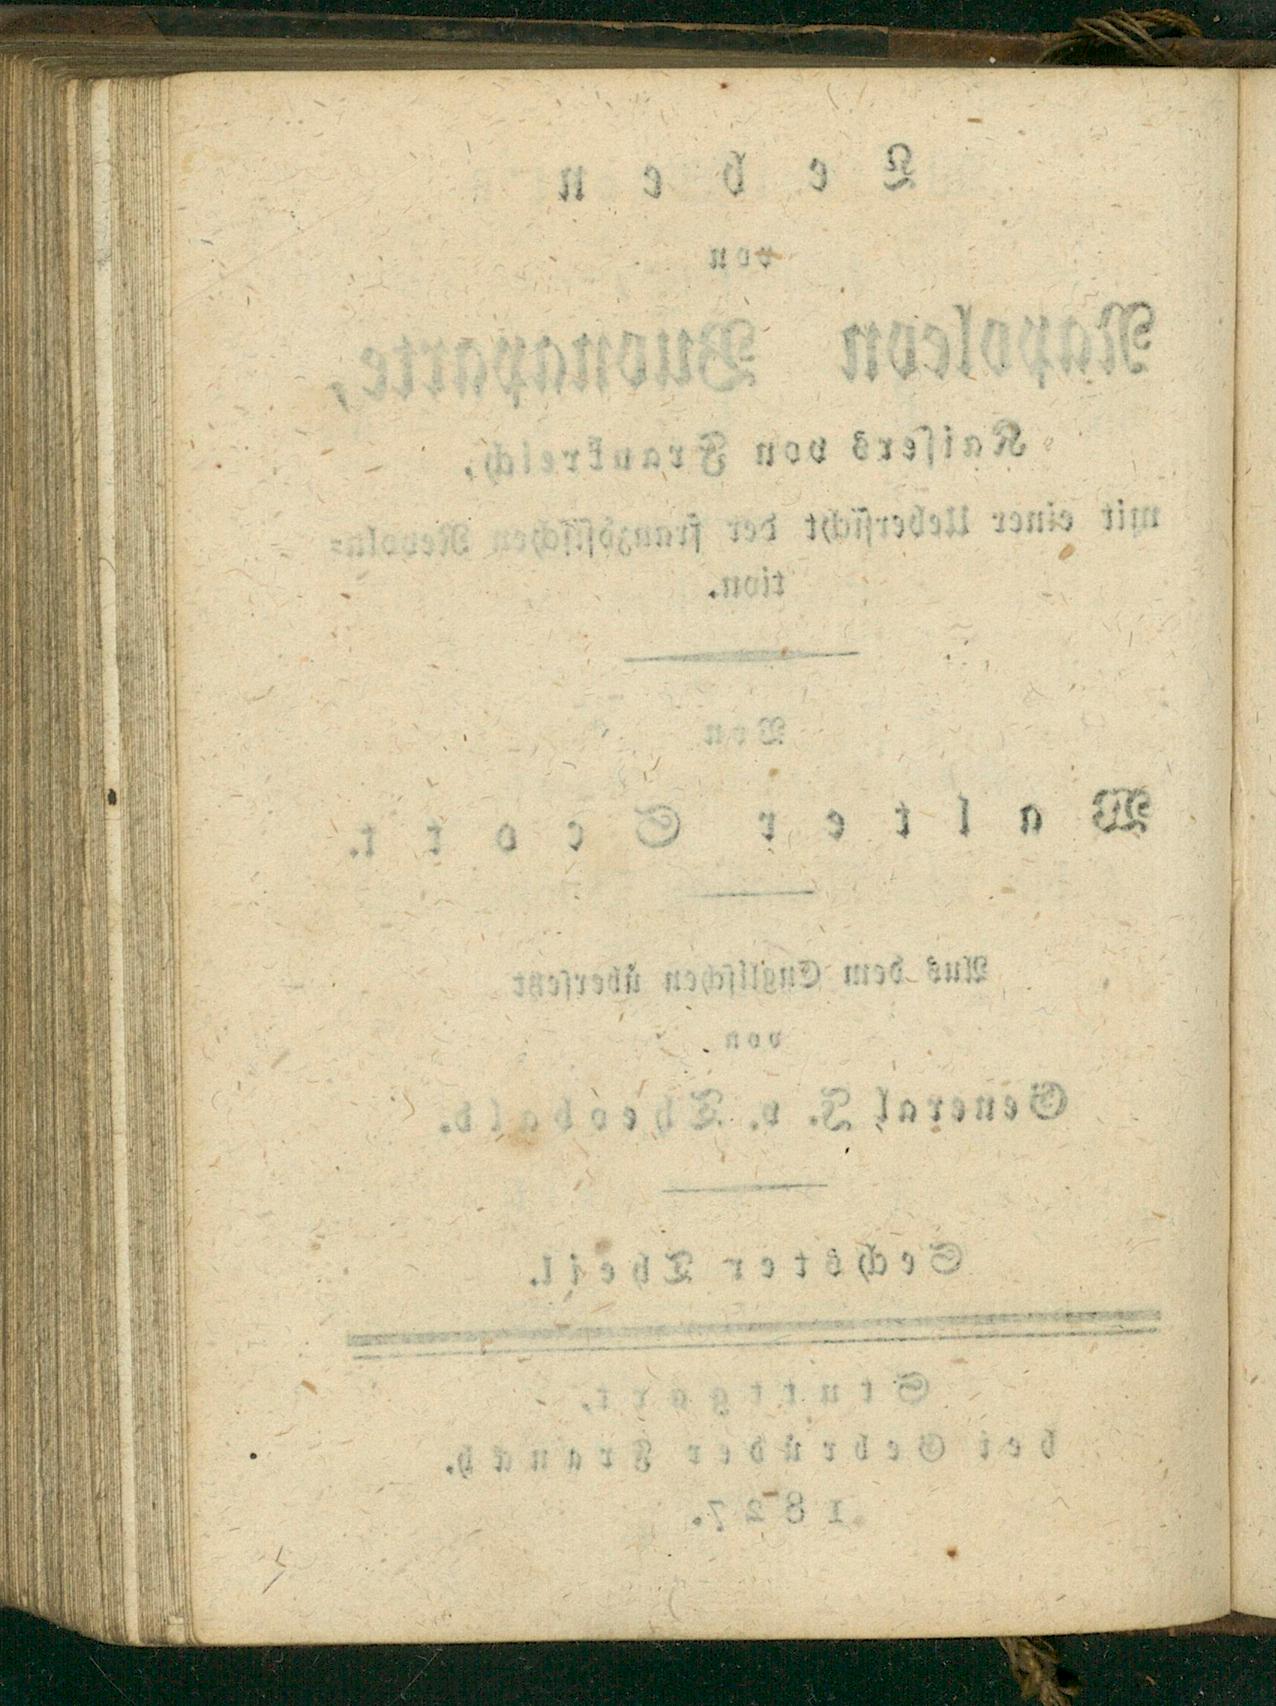 Leben
von
Napoleon Buonaparte,
Kaisers von Frankreich,
mit einer Uebersicht der französischen Revolu-
tion.
Von
Walter Scott.
Aus dem Englischen übersetzt
von
General F. v. Theobald.
Sechster Theil.
Stuttgart,
bei Gebrüder Franckh.
1827.